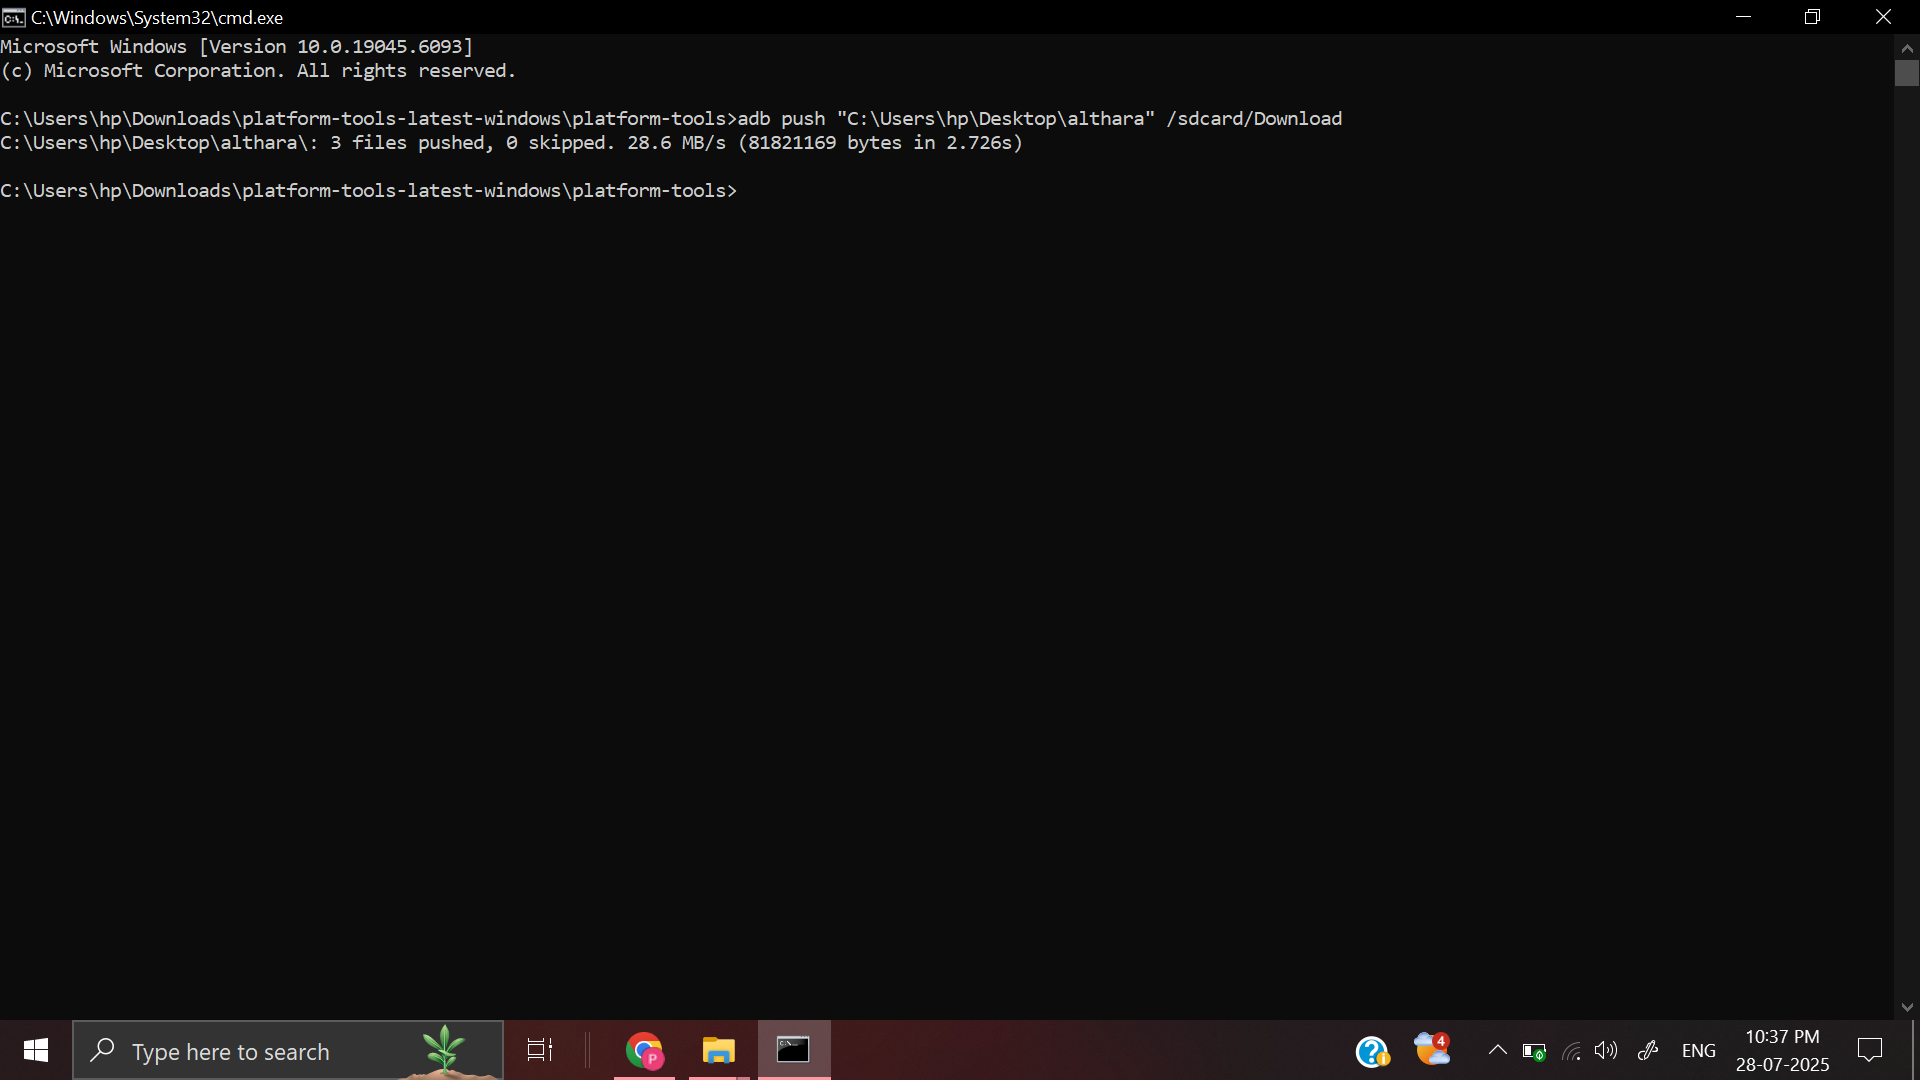 C:\Windows\System32\cmd.exe
Microsoft Windows [Version 10.0.19045.6093]
(c) Microsoft Corporation. All rights reserved.
C:\Users\hp\Downloads\platform-tools-latest-windows\platform-tools>adb push "C:\Users\hp\Desktop\althara" /sdcard/Download
C:\Users\hp\Desktop\althara\: 3 files pushed, 0 skipped. 28.6 MB/s (81821169 bytes in 2.726s)
C:\Users\hp\Downloads\platform-tools-latest-windows\platform-tools>
Type here to search
P
4
ENG
10:37 PM
28-07-2025